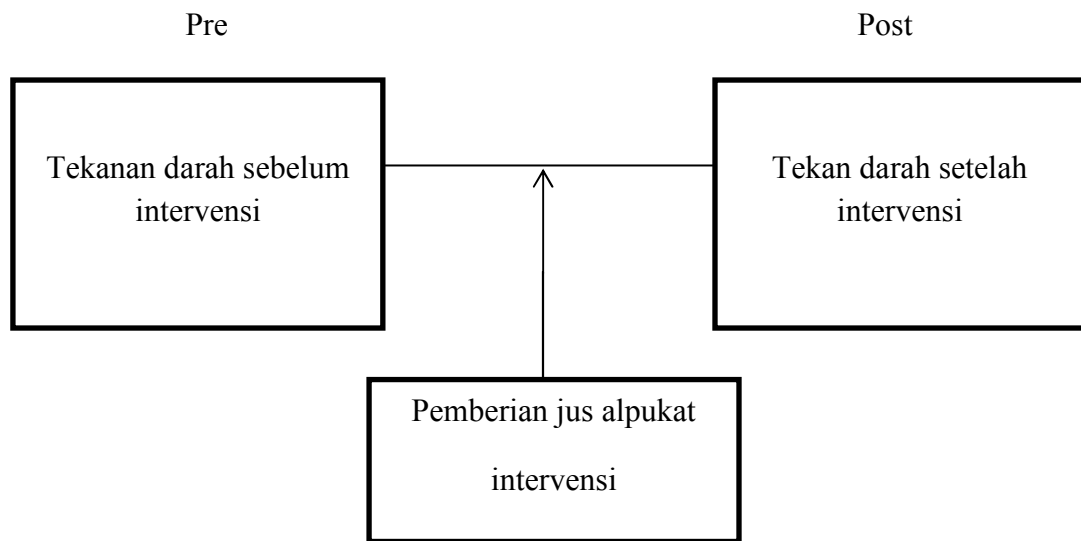 Pre
Post
Tekanan darah sebelum
intervensi
Tekan darah setelah
intervensi
Pemberian jus alpukat
intervensi